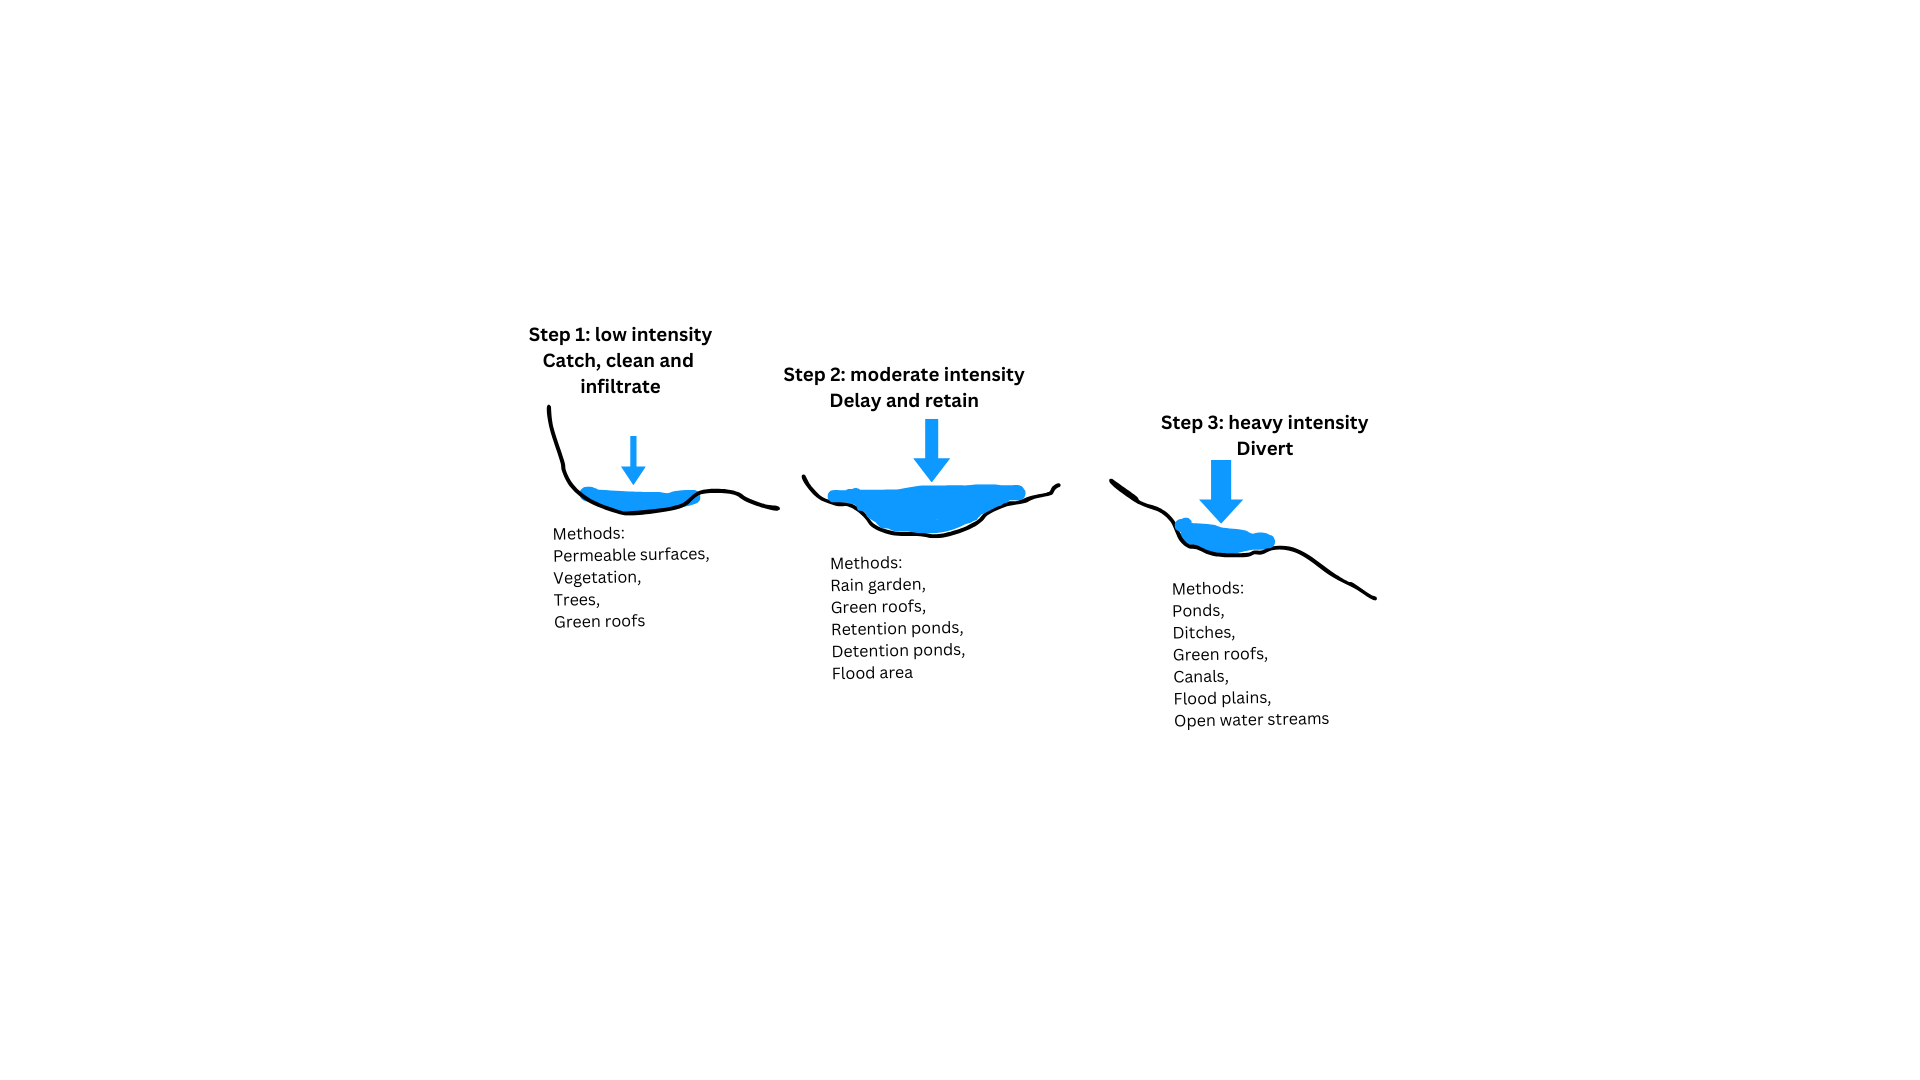 Step 1: low intensity
Catch, clean and
infiltrate
Methods:
Permeable surfaces,
Vegetation,
Trees,
Green roofs
Step 2: moderate intensity
Delay and retain
Methods:
Rain garden,
Green roofs,
Retention ponds,
Detention ponds,
Flood area
Step 3: heavy intensity
Divert
Methods:
Ponds,
Ditches,
Green roofs,
Canals,
Flood plains,
Open water streams